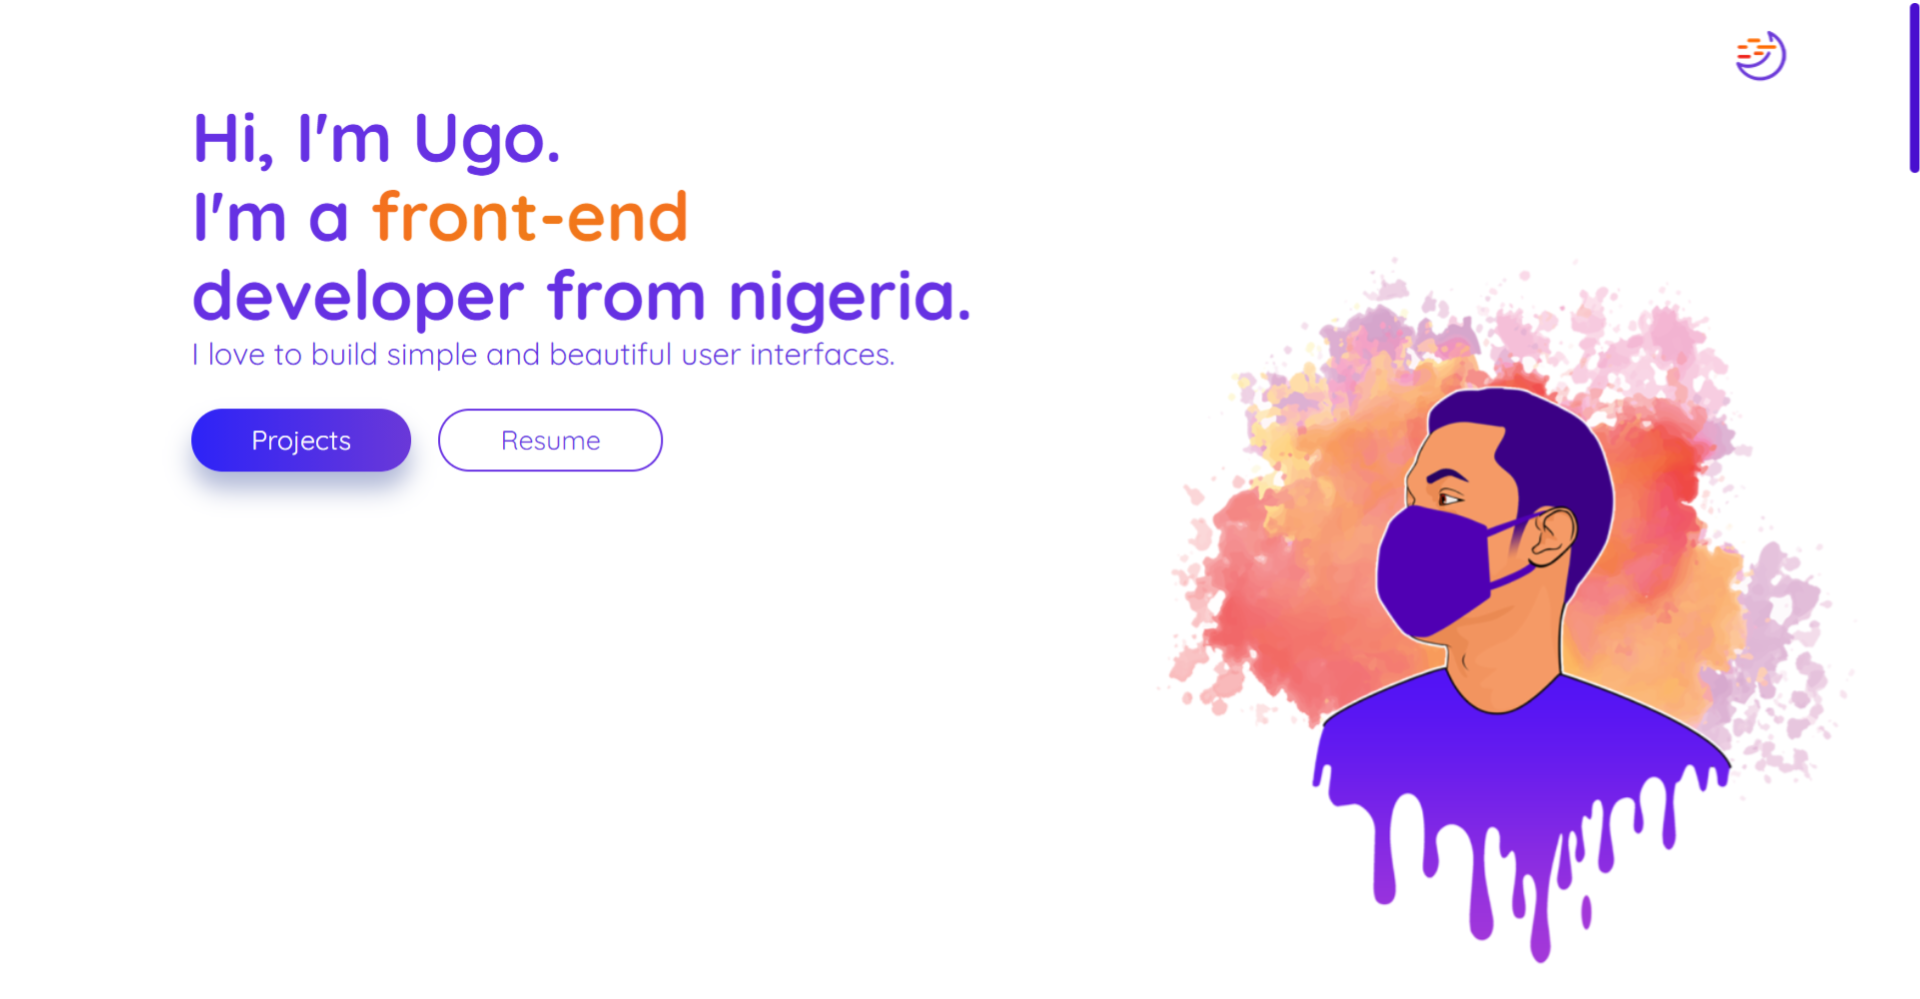 Hi, I'm Ugo.
I'm a front-end
developer from nigeria.
I love to build simple and beautiful user interfaces.
Projects
Resume